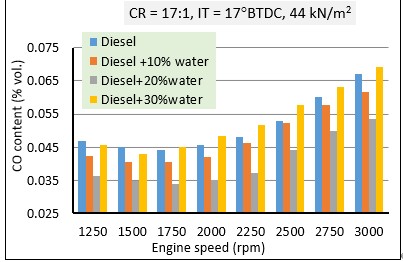 CR = 17:1, IT = 17°BTDC, 44 kN/m²
CO content (% vol.)
0.075
0.065
0.055
0.045
0.035
0.025
Diesel
Diesel +10% water
Diesel+20%water
Diesel+30%water
1250 1500 1750 2000 2250 2500 2750 3000
Engine speed (rpm)